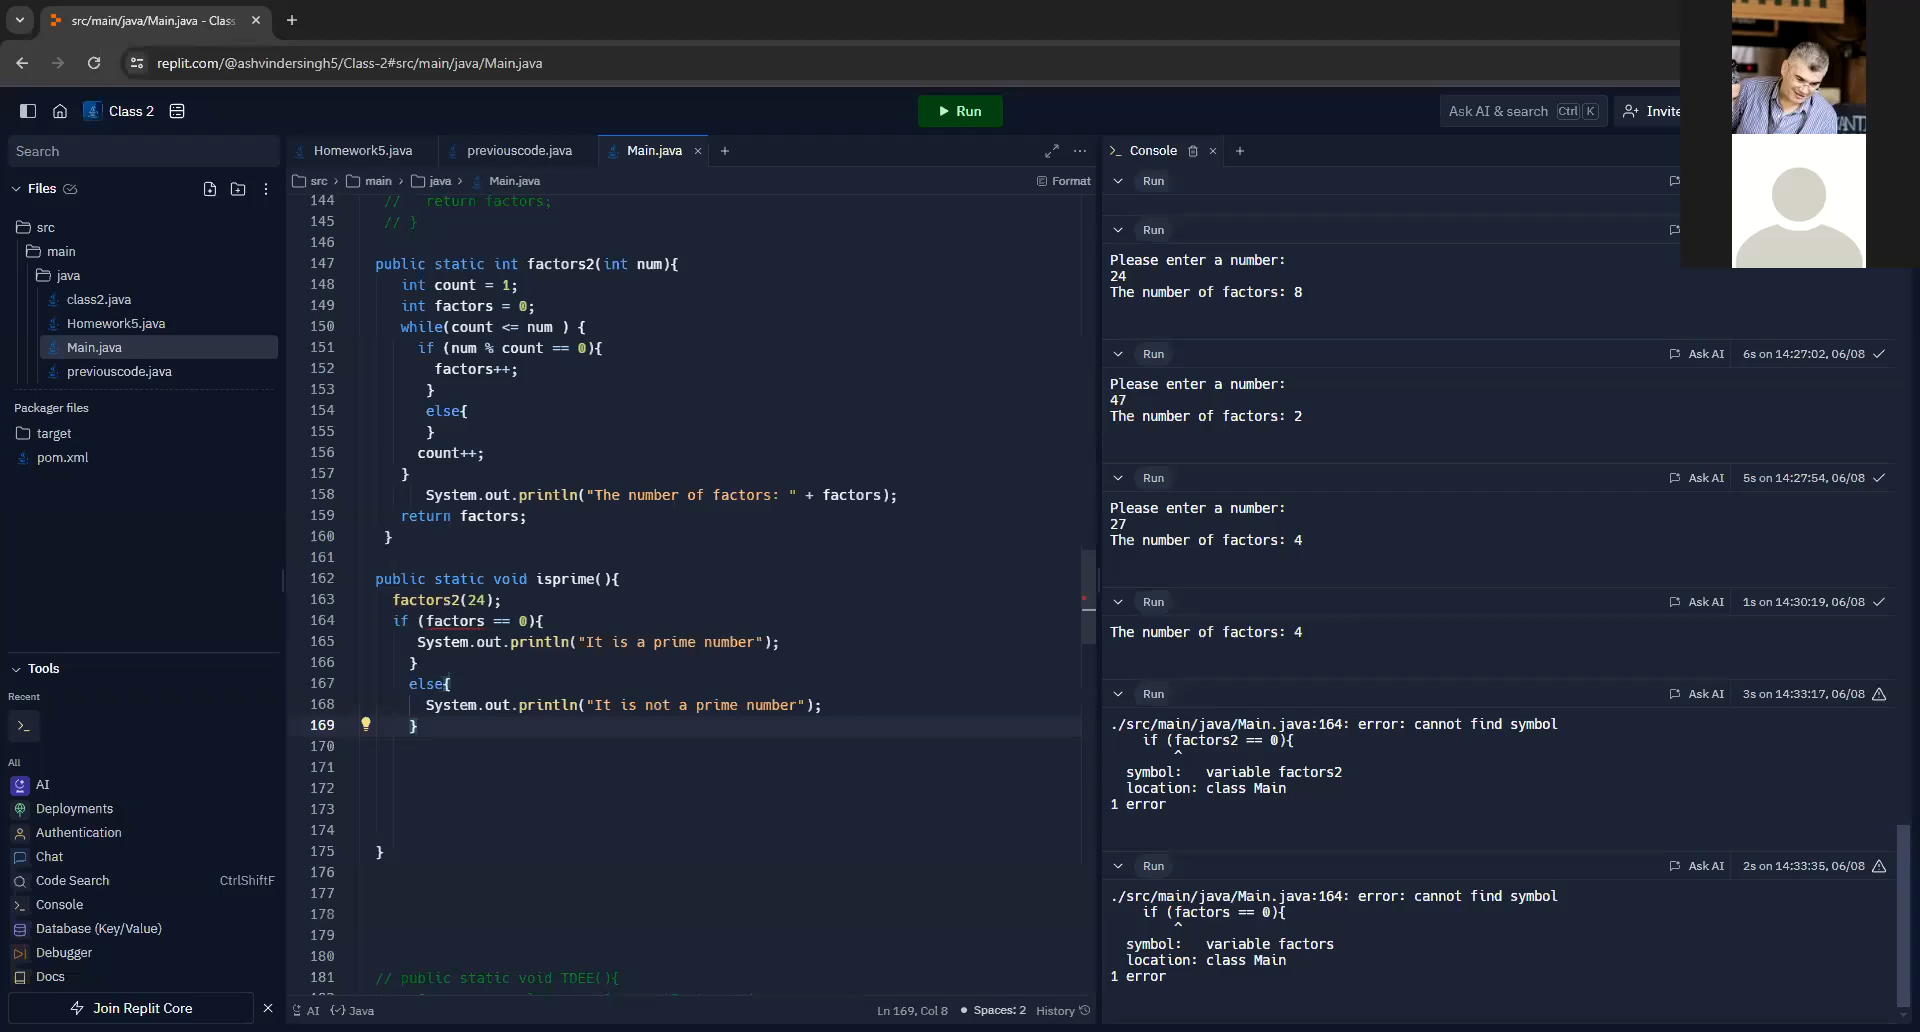 src/main/java/Main.java - Class
replit.com/@ashvindersingh5/Class-2#src/main/java/Main.java
Class 2
Run
Ask AI & search Ctrl K
Invite
Search
Files
src
main
java
class2.java
Homework5.java
Main.java
previouscode.java
Packager files
target
pom.xml
Tools
Recent
All
AI
Deployments
Authentication
Chat
Code Search CtrlShiftF
Console
Database (Key/Value)
Debugger
Docs
Join Replit Core
Homework5.java previouscode.java Main.java
src > main > java > Main.java Format
144 // return factors;
145 // }
146
147 public static int factors2(int num){
148 int count = 1;
149 int factors = 0;
150 while(count <= num ) {
151 if (num % count == 0){
152 factors++;
153 }
154 else{
155 }
156 count++;
157 }
158 System.out.println("The number of factors: " + factors);
159 return factors;
160 }
161
162 public static void isprime(){
163 factors2(24);
164 if (factors == 0){
165 System.out.println("It is a prime number");
166 }
167 else{
168 System.out.println("It is not a prime number");
169 }
170
171
172
173
174
175 }
176
177
178
179
180
181 // public static void TDEE(){
AI Java Ln 169, Col 8 Spaces: 2 History
Console
Run
Run
Please enter a number:
24
The number of factors: 8
Run Ask AI 6s on 14:27:02, 06/08
Please enter a number:
47
The number of factors: 2
Run Ask AI 5s on 14:27:54, 06/08
Please enter a number:
27
The number of factors: 4
Run Ask AI 1s on 14:30:19, 06/08
The number of factors: 4
Run Ask AI 3s on 14:33:17, 06/08
./src/main/java/Main.java:164: error: cannot find symbol
if (factors2 == 0){
^
symbol: variable factors2
location: class Main
1 error
Run Ask AI 2s on 14:33:35, 06/08
./src/main/java/Main.java:164: error: cannot find symbol
if (factors == 0){
^
symbol: variable factors
location: class Main
1 error